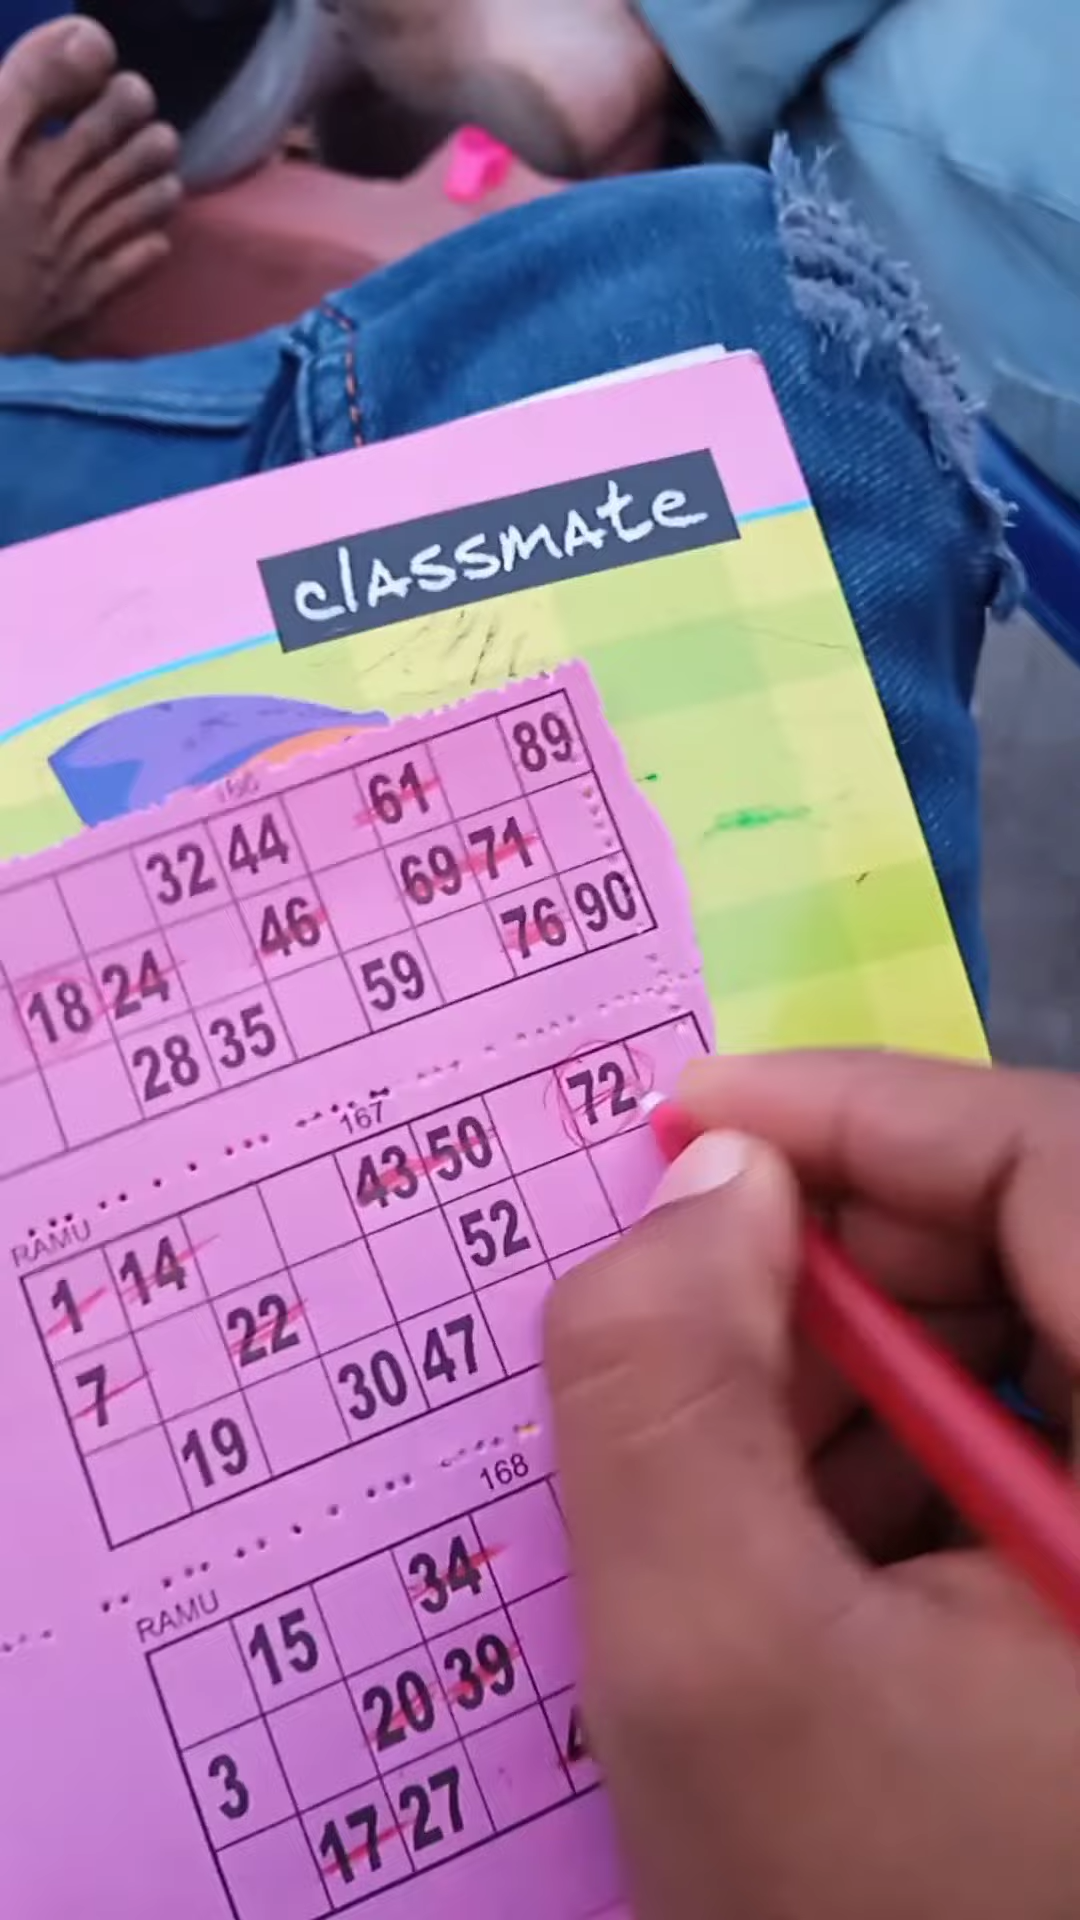 classmate
166
32 44 61 89
18 24 46 69 71
28 35 59 76 90
167
RAMU
1 14 43 50 72
7 22 52
19 30 47
168
RAMU
15 34
3 20 39
17 27